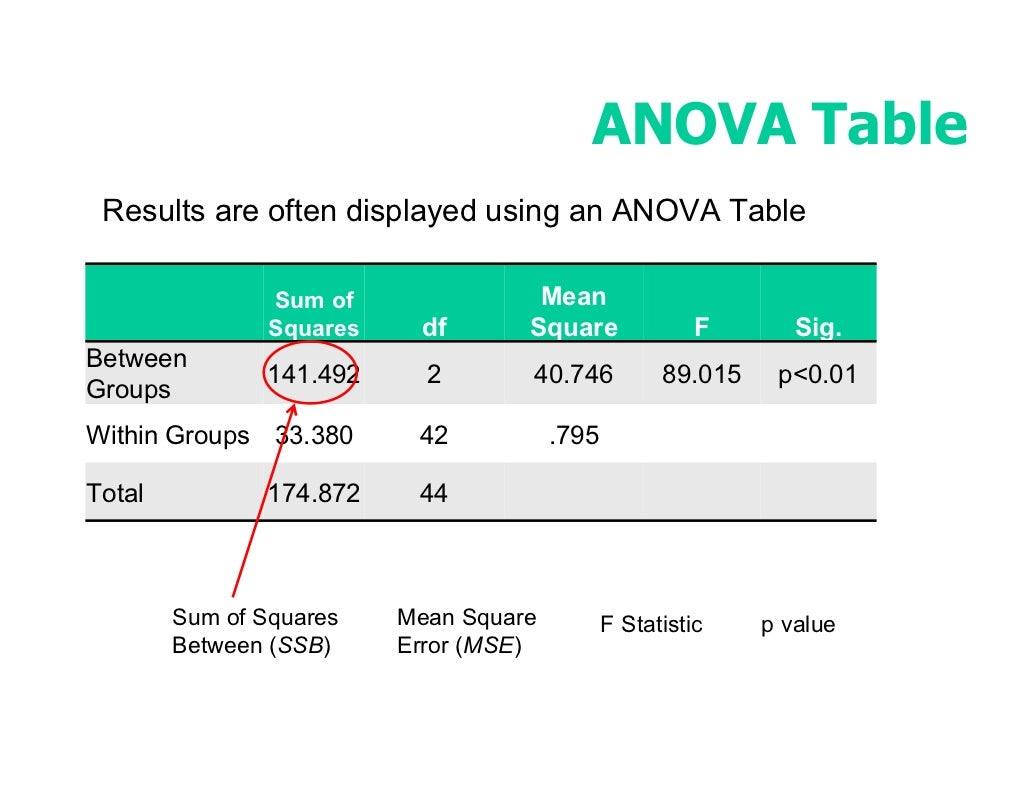 ANOVA Table
Results are often displayed using an ANOVA Table
Sum of
Squares df Mean
Square F Sig.
Between
Groups 141.492 2 40.746 89.015 p<0.01
Within Groups 33.380 42 .795
Total 174.872 44
Sum of Squares
Between (SSB)
Mean Square
Error (MSE)
F Statistic
p value